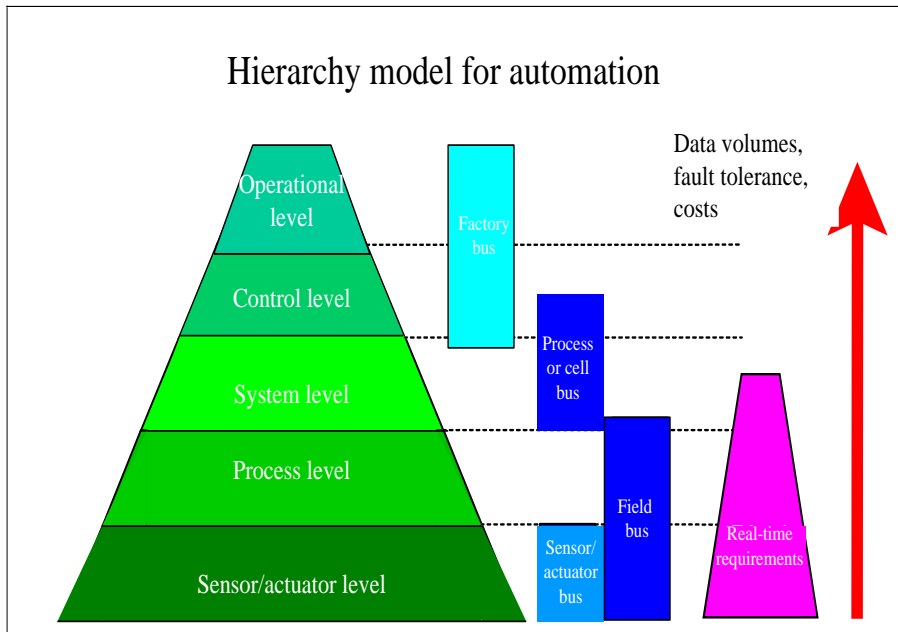 Hierarchy model for automation
Operational
level
Control level
System level
Process level
Sensor/actuator level
Factory
bus
Process
or cell
bus
Field
bus
Sensor/
actuator
bus
Data volumes,
fault tolerance,
costs
Real-time
requirements